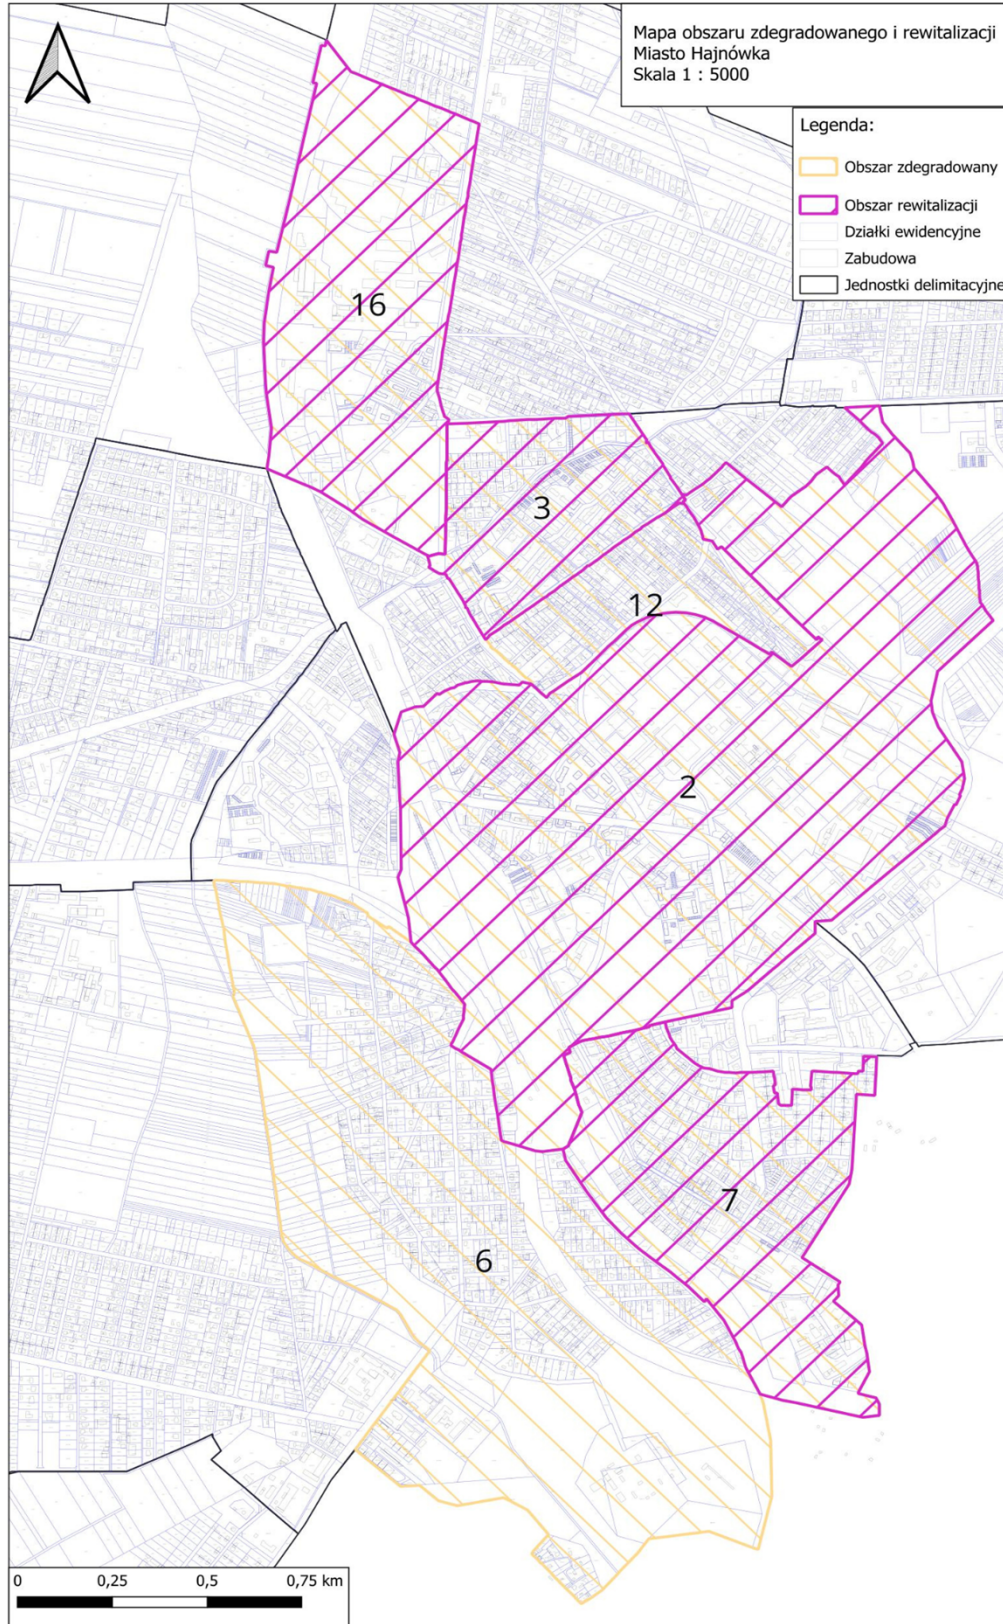 Mapa obszaru zdegradowanego i rewitalizacji
Miasto Hajnówka
Skala 1 : 5000
Legenda:
Obszar zdegradowany
Obszar rewitalizacji
Działki ewidencyjne
Zabudowa
Jednostki delimitacyjne
16
3
12
2
7
6
0 0,25 0,5 0,75 km